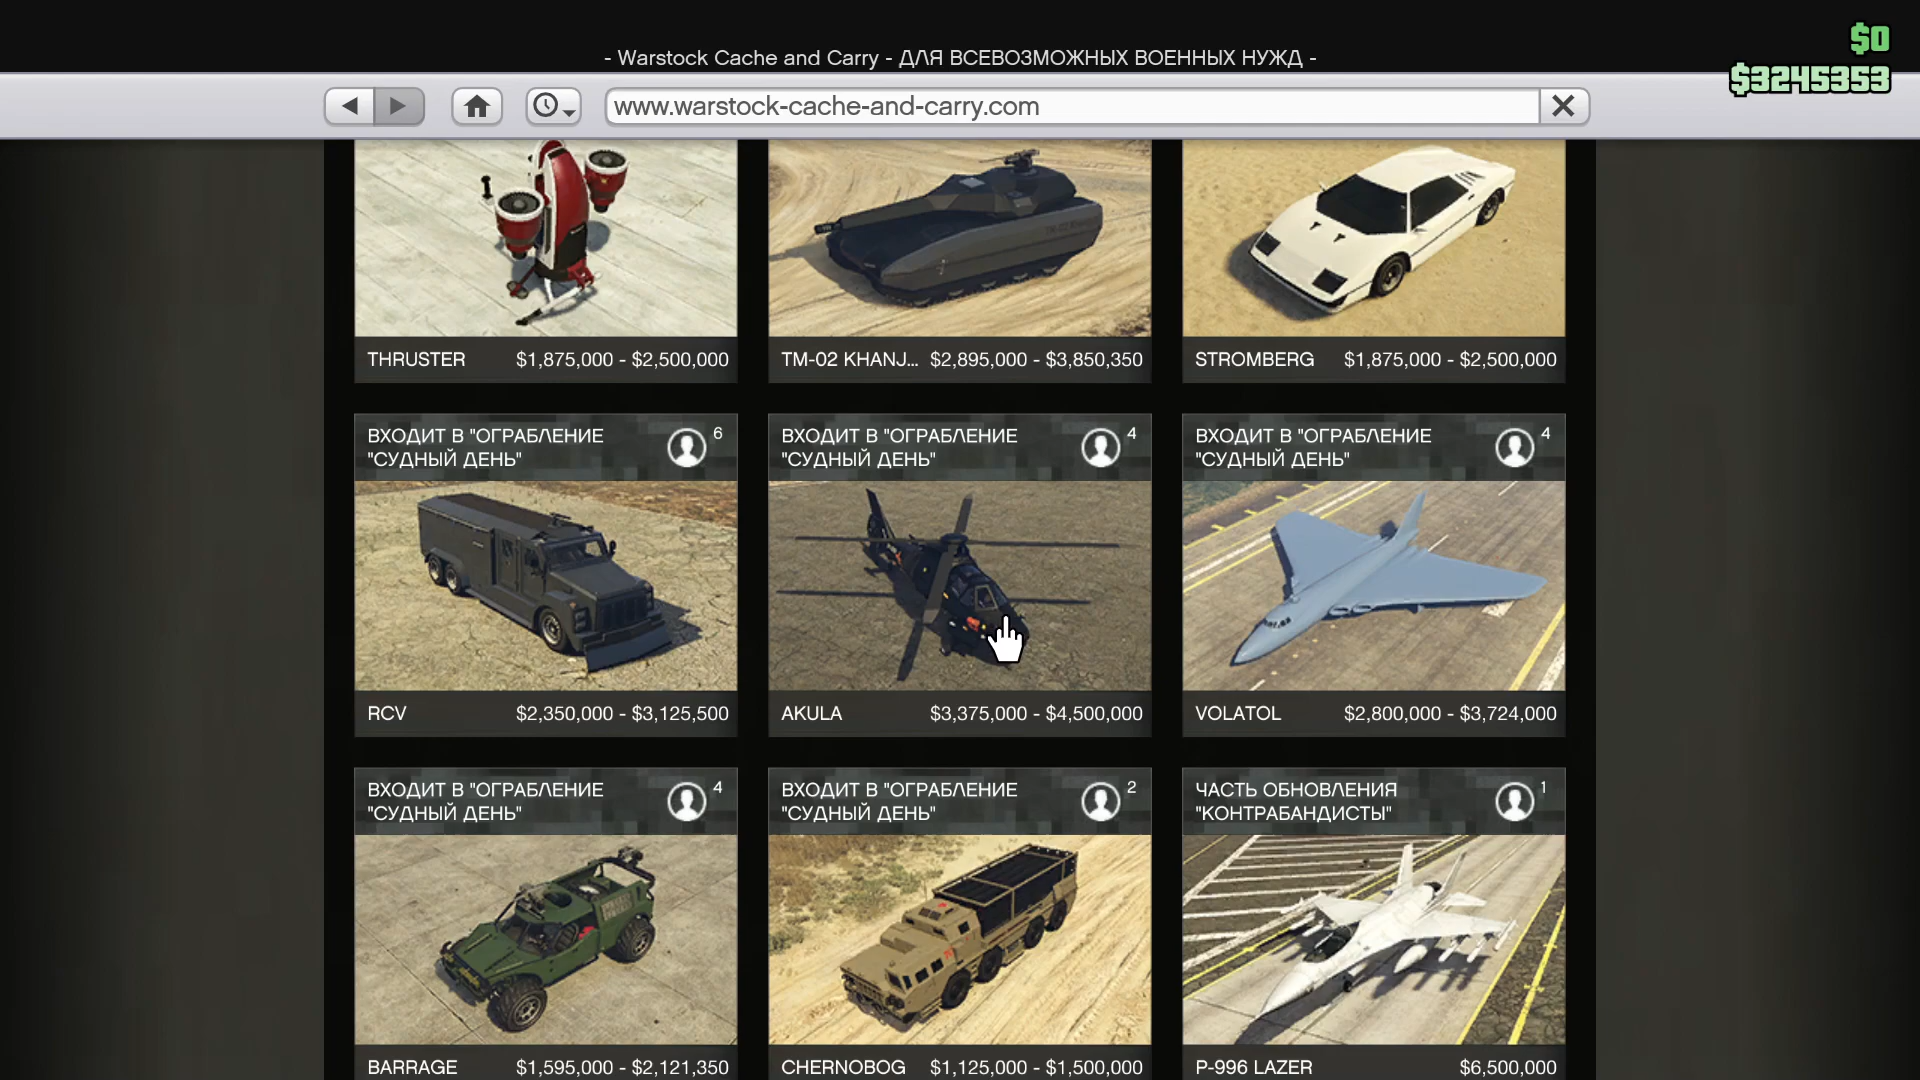 - Warstock Cache and Carry - ДЛЯ ВСЕВОЗМОЖНЫХ ВОЕННЫХ НУЖД -
$0
$3245353
www.warstock-cache-and-carry.com
THRUSTER $1,875,000 - $2,500,000
TM-02 KHANJ... $2,895,000 - $3,850,350
STROMBERG $1,875,000 - $2,500,000
ВХОДИТ В "ОГРАБЛЕНИЕ
"СУДНЫЙ ДЕНЬ"
6
ВХОДИТ В "ОГРАБЛЕНИЕ
"СУДНЫЙ ДЕНЬ"
4
ВХОДИТ В "ОГРАБЛЕНИЕ
"СУДНЫЙ ДЕНЬ"
4
RCV $2,350,000 - $3,125,500
AKULA $3,375,000 - $4,500,000
VOLATOL $2,800,000 - $3,724,000
ВХОДИТ В "ОГРАБЛЕНИЕ
"СУДНЫЙ ДЕНЬ"
4
ВХОДИТ В "ОГРАБЛЕНИЕ
"СУДНЫЙ ДЕНЬ"
2
ЧАСТЬ ОБНОВЛЕНИЯ
"КОНТРАБАНДИСТЫ"
1
BARRAGE $1,595,000 - $2,121,350
CHERNOBOG $1,125,000 - $1,500,000
P-996 LAZER $6,500,000